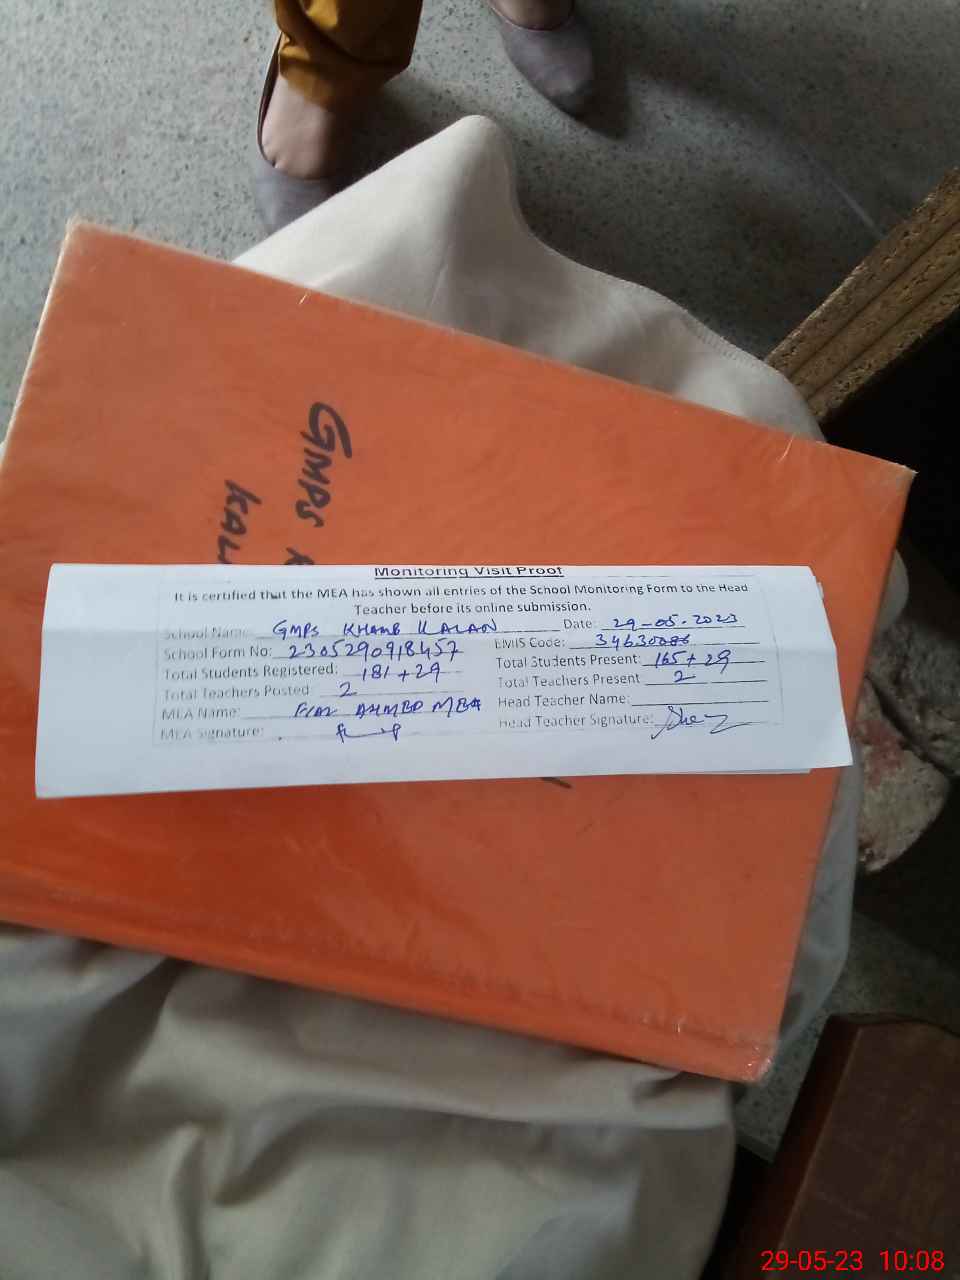 GMPS K
KAL
Monitoring Visit Proof
It is certified that the MEA has shown all entries of the School Monitoring Form to the Head
Teacher before its online submission.
School Name: GMPS KHAMB KALAN Date: 29-05-2023
School Form No: 2305290918457 EMIS Code: 34630086
Total Students Registered: 181+29 Total Students Present: 165+29
Total Teachers Posted: 2 Total Teachers Present 2
MEA Name: AHMED MEA Head Teacher Name:
MEA Signature: Head Teacher Signature:
29-05-23 10:08